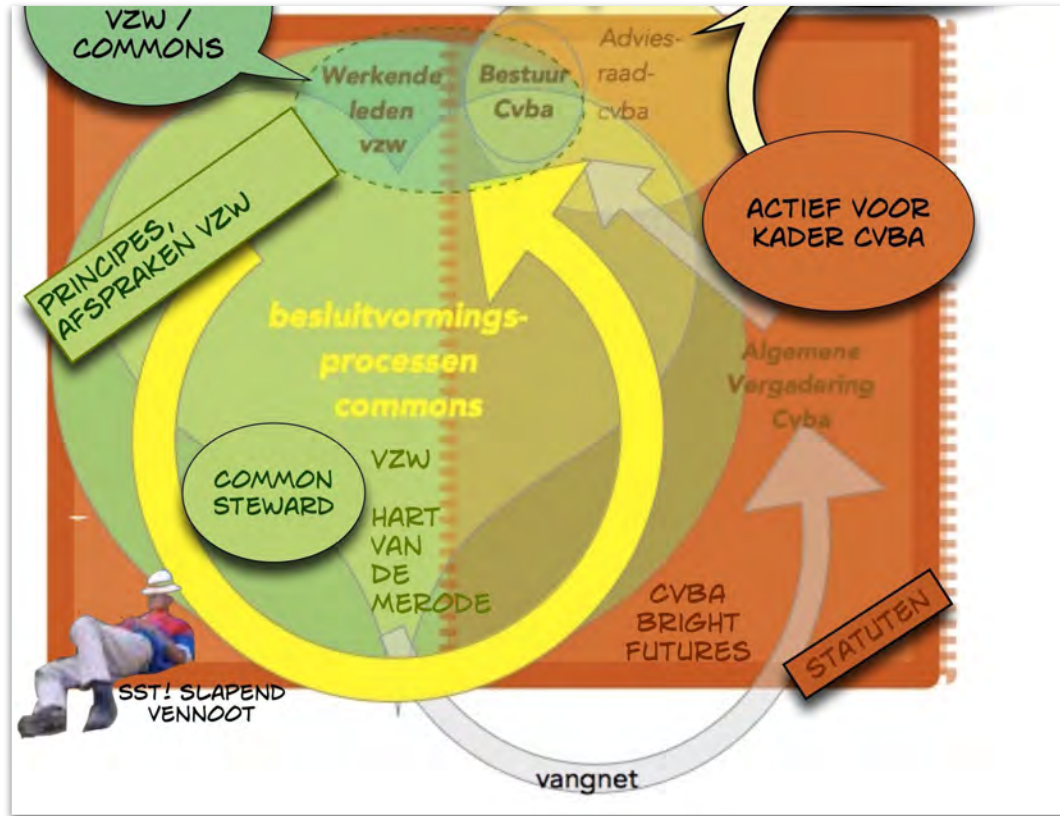 VZW /
COMMONS
Werkende
leden
vzw
Bestuur
Cvba
Advies-
raad-
cvba
PRINCIPES,
AFSPRAKEN VZW
ACTIEF VOOR
KADER CVBA
besluitvormings-
processen
commons
Algemene
Vergadering
Cvba
COMMON
STEWARD
VZW
HART
VAN
DE
MERODE
CVBA
BRIGHT
FUTURES
STATUTEN
SST! SLAPEND
VENNOOT
vangnet